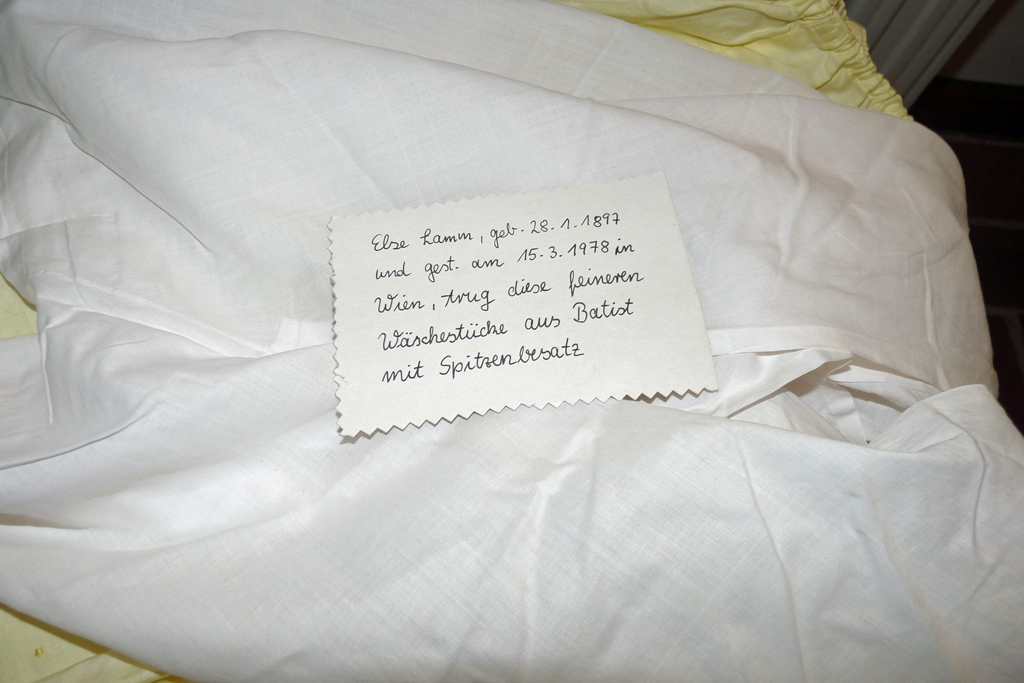 Else Lamm, geb. 28.1.1897
und gest. am 15.3.1978 in
Wien, trug diese feineren
Wäschestücke aus Batist
mit Spitzenbesatz